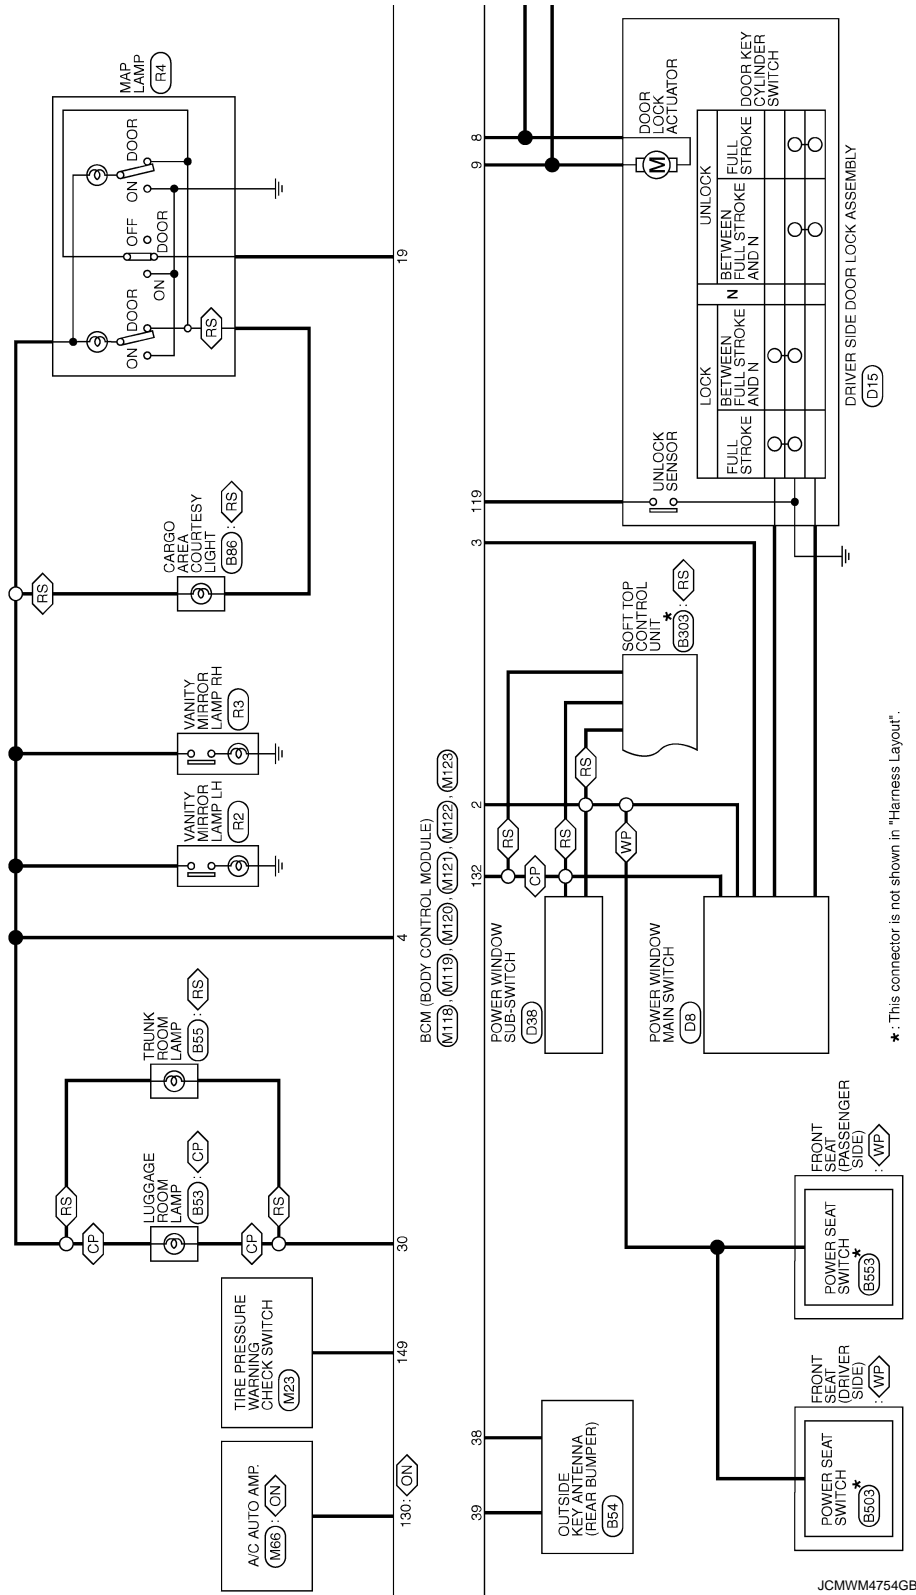 A/C AUTO AMP.
M66 : ON
130: ON
TIRE PRESSURE
WARNING
CHECK SWITCH
M23
149
LUGGAGE
ROOM
LAMP
B53 : CP
RS
CP
CP
RS
30
TRUNK
ROOM
LAMP
B55 : RS
4
VANITY
MIRROR
LAMP LH
R2
VANITY
MIRROR
LAMP RH
R3
CARGO
AREA
COURTESY
LIGHT
B86 : RS
RS
MAP
LAMP
R4
ON
DOOR
ON
OFF
DOOR
ON
DOOR
RS
19
BCM (BODY CONTROL MODULE)
M118 , M119 , M120 , M121 , M122 , M123
39
38
OUTSIDE
KEY ANTENNA
(REAR BUMPER)
B54
132
2
3
119
9
8
POWER WINDOW
SUB-SWITCH
D38
RS
CP
RS
RS
WP
SOFT TOP
CONTROL
UNIT *
B303 : RS
POWER WINDOW
MAIN SWITCH
D8
UNLOCK
SENSOR
M
DOOR
LOCK
ACTUATOR
LOCK
N
UNLOCK
FULL
STROKE
BETWEEN
FULL STROKE
AND N
BETWEEN
FULL STROKE
AND N
FULL
STROKE
DOOR KEY
CYLINDER
SWITCH
DRIVER SIDE DOOR LOCK ASSEMBLY
D15
FRONT
SEAT
(DRIVER
SIDE)
: WP
POWER SEAT
SWITCH *
B503
FRONT
SEAT
(PASSENGER
SIDE)
: WP
POWER SEAT
SWITCH *
B553
* : This connector is not shown in "Harness Layout".
JCMWM4754GB